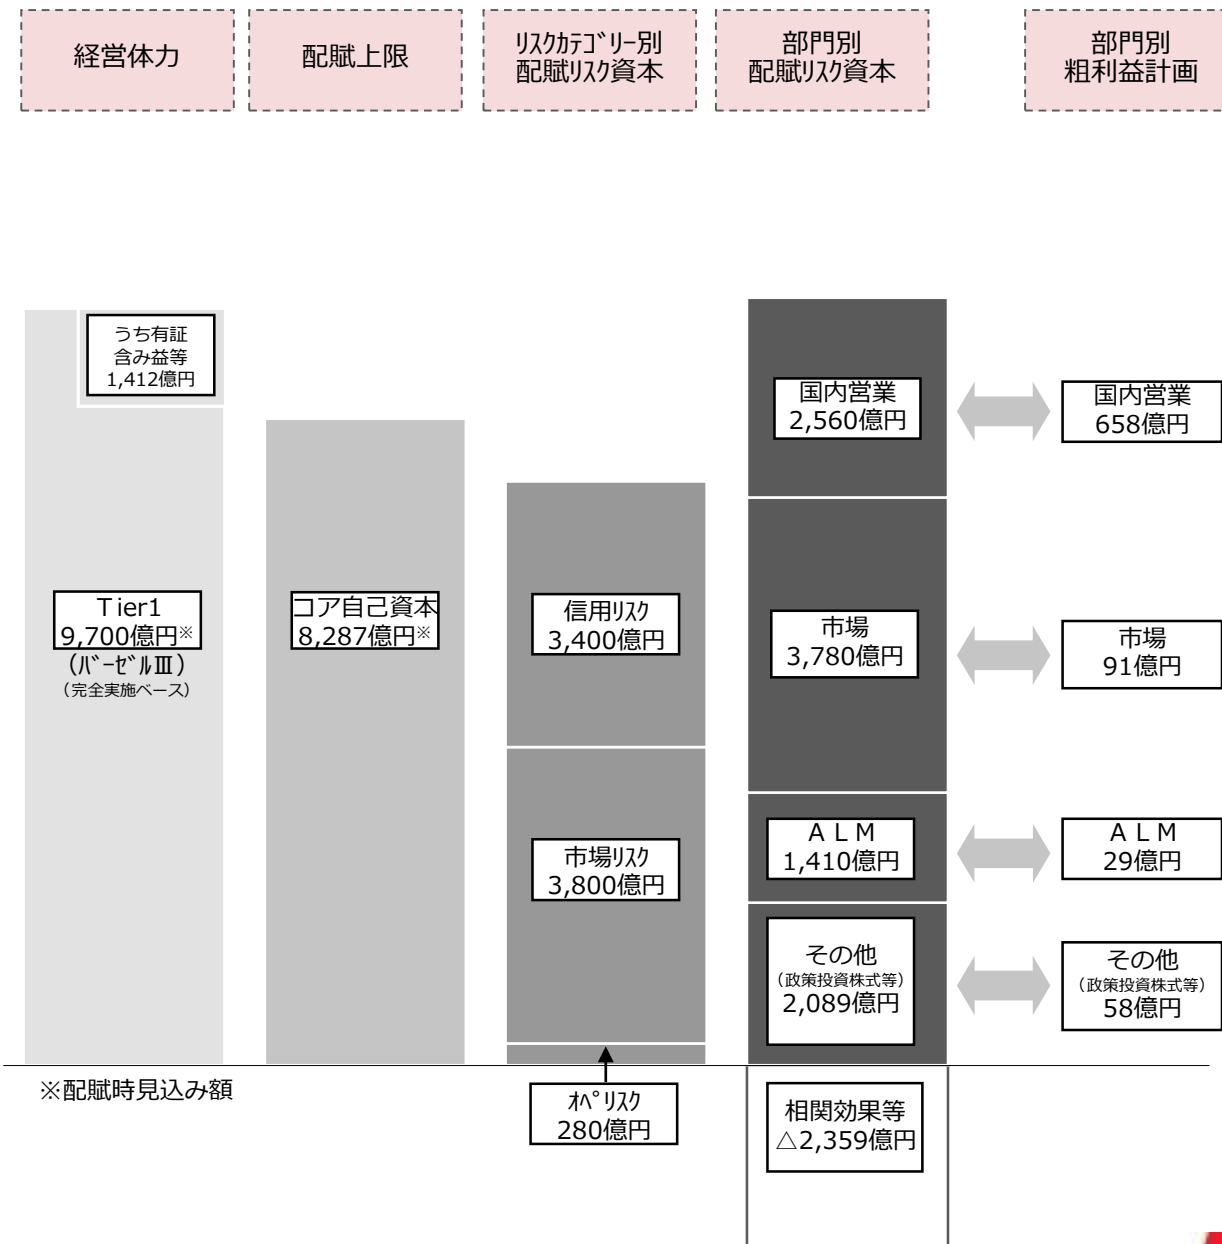 経営体力
配賦上限
ﾘｽｸｶﾃｺﾞﾘｰ別
配賦ﾘｽｸ資本
部門別
配賦ﾘｽｸ資本
部門別
粗利益計画
うち有証
含み益等
1,412億円
Tier1
9,700億円※
(ﾊﾞｰｾﾞﾙⅢ)
（完全実施ベース）
コア自己資本
8,287億円※
信用ﾘｽｸ
3,400億円
市場ﾘｽｸ
3,800億円
ｵﾍﾟﾘｽｸ
280億円
国内営業
2,560億円
市場
3,780億円
ＡＬＭ
1,410億円
その他
（政策投資株式等）
2,089億円
相関効果等
△2,359億円
国内営業
658億円
市場
91億円
ＡＬＭ
29億円
その他
（政策投資株式等）
58億円
※配賦時見込み額